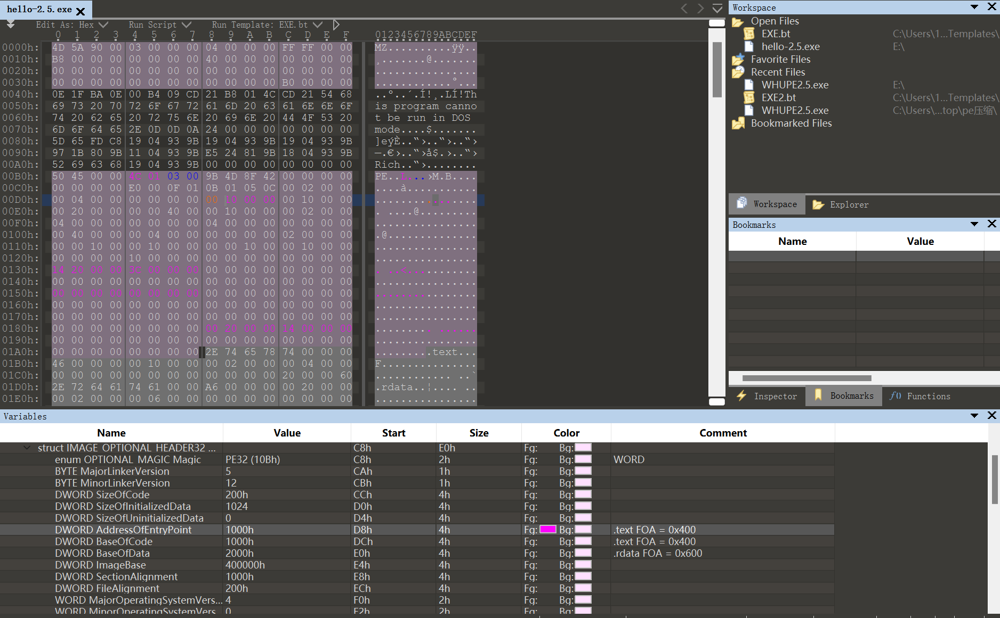 hello-2.5.exe
Edit As: Hex Run Script Run Template: EXE.bt
0 1 2 3 4 5 6 7 8 9 A B C D E F 0123456789ABCDEF
0000h: 4D 5A 90 00 03 00 00 00 04 00 00 00 FF FF 00 00 MZ..........ÿÿ..
0010h: B8 00 00 00 00 00 00 00 40 00 00 00 00 00 00 00 ¸.......@.......
0020h: 00 00 00 00 00 00 00 00 00 00 00 00 00 00 00 00 ................
0030h: 00 00 00 00 00 00 00 00 00 00 00 00 B0 00 00 00 ............°...
0040h: 0E 1F BA 0E 00 B4 09 CD 21 B8 01 4C CD 21 54 68 ..º..´.Í!¸.LÍ!Th
0050h: 69 73 20 70 72 6F 67 72 61 6D 20 63 61 6E 6E 6F is program canno
0060h: 74 20 62 65 20 72 75 6E 20 69 6E 20 44 4F 53 20 t be run in DOS
0070h: 6D 6F 64 65 2E 0D 0D 0A 24 00 00 00 00 00 00 00 mode....$.......
0080h: 5D 65 FD C8 19 04 93 9B 19 04 93 9B 19 04 93 9B ]eýÈ..“›..“›..“›
0090h: 97 1B 80 9B 11 04 93 9B E5 24 81 9B 18 04 93 9B —.€›..“›å$.›..“›
00A0h: 52 69 63 68 19 04 93 9B 00 00 00 00 00 00 00 00 Rich..“›........
00B0h: 50 45 00 00 4C 01 03 00 9B 4D 8F 42 00 00 00 00 PE..L...›M.B....
00C0h: 00 00 00 00 E0 00 0F 01 0B 01 05 0C 00 02 00 00 ....à...........
00D0h: 00 04 00 00 00 00 00 00 00 10 00 00 00 10 00 00 ................
00E0h: 00 20 00 00 00 00 40 00 00 10 00 00 00 02 00 00 . ....@.........
00F0h: 04 00 00 00 00 00 00 00 04 00 00 00 00 00 00 00 ................
0100h: 00 40 00 00 00 04 00 00 00 00 00 00 02 00 00 00 .@..............
0110h: 00 00 10 00 00 10 00 00 00 00 10 00 00 10 00 00 ................
0120h: 00 00 00 00 10 00 00 00 00 00 00 00 00 00 00 00 ................
0130h: 14 20 00 00 3C 00 00 00 00 00 00 00 00 00 00 00 . ..<...........
0140h: 00 00 00 00 00 00 00 00 00 00 00 00 00 00 00 00 ................
0150h: 00 00 00 00 00 00 00 00 00 00 00 00 00 00 00 00 ................
0160h: 00 00 00 00 00 00 00 00 00 00 00 00 00 00 00 00 ................
0170h: 00 00 00 00 00 00 00 00 00 00 00 00 00 00 00 00 ................
0180h: 00 00 00 00 00 00 00 00 00 20 00 00 14 00 00 00 ......... ......
0190h: 00 00 00 00 00 00 00 00 00 00 00 00 00 00 00 00 ................
01A0h: 00 00 00 00 00 00 00 00 2E 74 65 78 74 00 00 00 .........text...
01B0h: 46 00 00 00 00 10 00 00 00 02 00 00 00 04 00 00 F...............
01C0h: 00 00 00 00 00 00 00 00 00 00 00 00 20 00 00 60 ............ ..`
01D0h: 2E 72 64 61 74 61 00 00 A6 00 00 00 00 20 00 00 .rdata..¦.... ..
01E0h: 00 02 00 00 00 06 00 00 00 00 00 00 00 00 00 00 ................
Workspace
Open Files
EXE.bt C:\Users\1...Templates\
hello-2.5.exe E:\
Favorite Files
Recent Files
WHUPE2.5.exe E:\
EXE2.bt C:\Users\1...Templates\
WHUPE2.5.exe C:\Users\...top\pe压缩\
Bookmarked Files
Workspace Explorer
Bookmarks
Name Value
Inspector Bookmarks Functions
Variables
Name Value Start Size Color Comment
struct IMAGE_OPTIONAL_HEADER32 ... C8h E0h Fg: Bg:
enum OPTIONAL_MAGIC Magic PE32 (10Bh) C8h 2h Fg: Bg: WORD
BYTE MajorLinkerVersion 5 CAh 1h Fg: Bg:
BYTE MinorLinkerVersion 12 CBh 1h Fg: Bg:
DWORD SizeOfCode 200h CCh 4h Fg: Bg:
DWORD SizeOfInitializedData 1024 D0h 4h Fg: Bg:
DWORD SizeOfUninitializedData 0 D4h 4h Fg: Bg:
DWORD AddressOfEntryPoint 1000h D8h 4h Fg: Bg: .text FOA = 0x400
DWORD BaseOfCode 1000h DCh 4h Fg: Bg: .text FOA = 0x400
DWORD BaseOfData 2000h E0h 4h Fg: Bg: .rdata FOA = 0x600
DWORD ImageBase 400000h E4h 4h Fg: Bg:
DWORD SectionAlignment 1000h E8h 4h Fg: Bg:
DWORD FileAlignment 200h ECh 4h Fg: Bg:
WORD MajorOperatingSystemVers... 4 F0h 2h Fg: Bg:
WORD MinorOperatingSystemVers... 0 F2h 2h Fg: Bg: